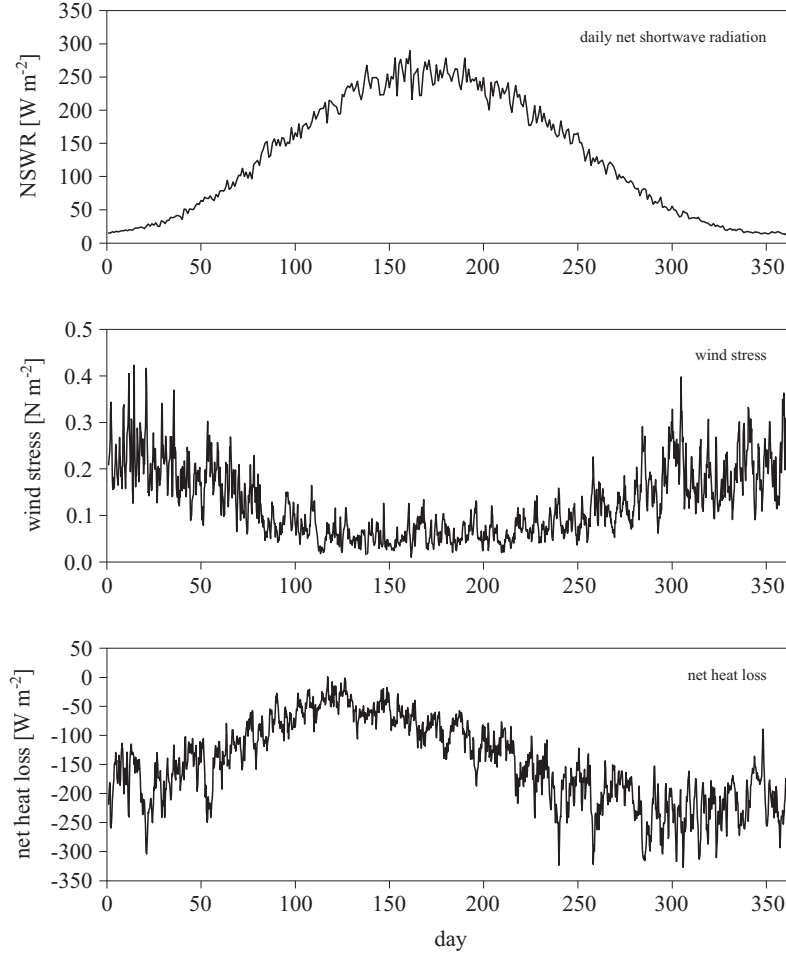 350
300
250
200
150
100
50
0
NSWR [W m-2]
daily net shortwave radiation
0 50 100 150 200 250 300 350
0.5
0.4
0.3
0.2
0.1
0.0
wind stress [N m-2]
wind stress
0 50 100 150 200 250 300 350
50
0
-50
-100
-150
-200
-250
-300
-350
net heat loss [W m-2]
net heat loss
0 50 100 150 200 250 300 350
day